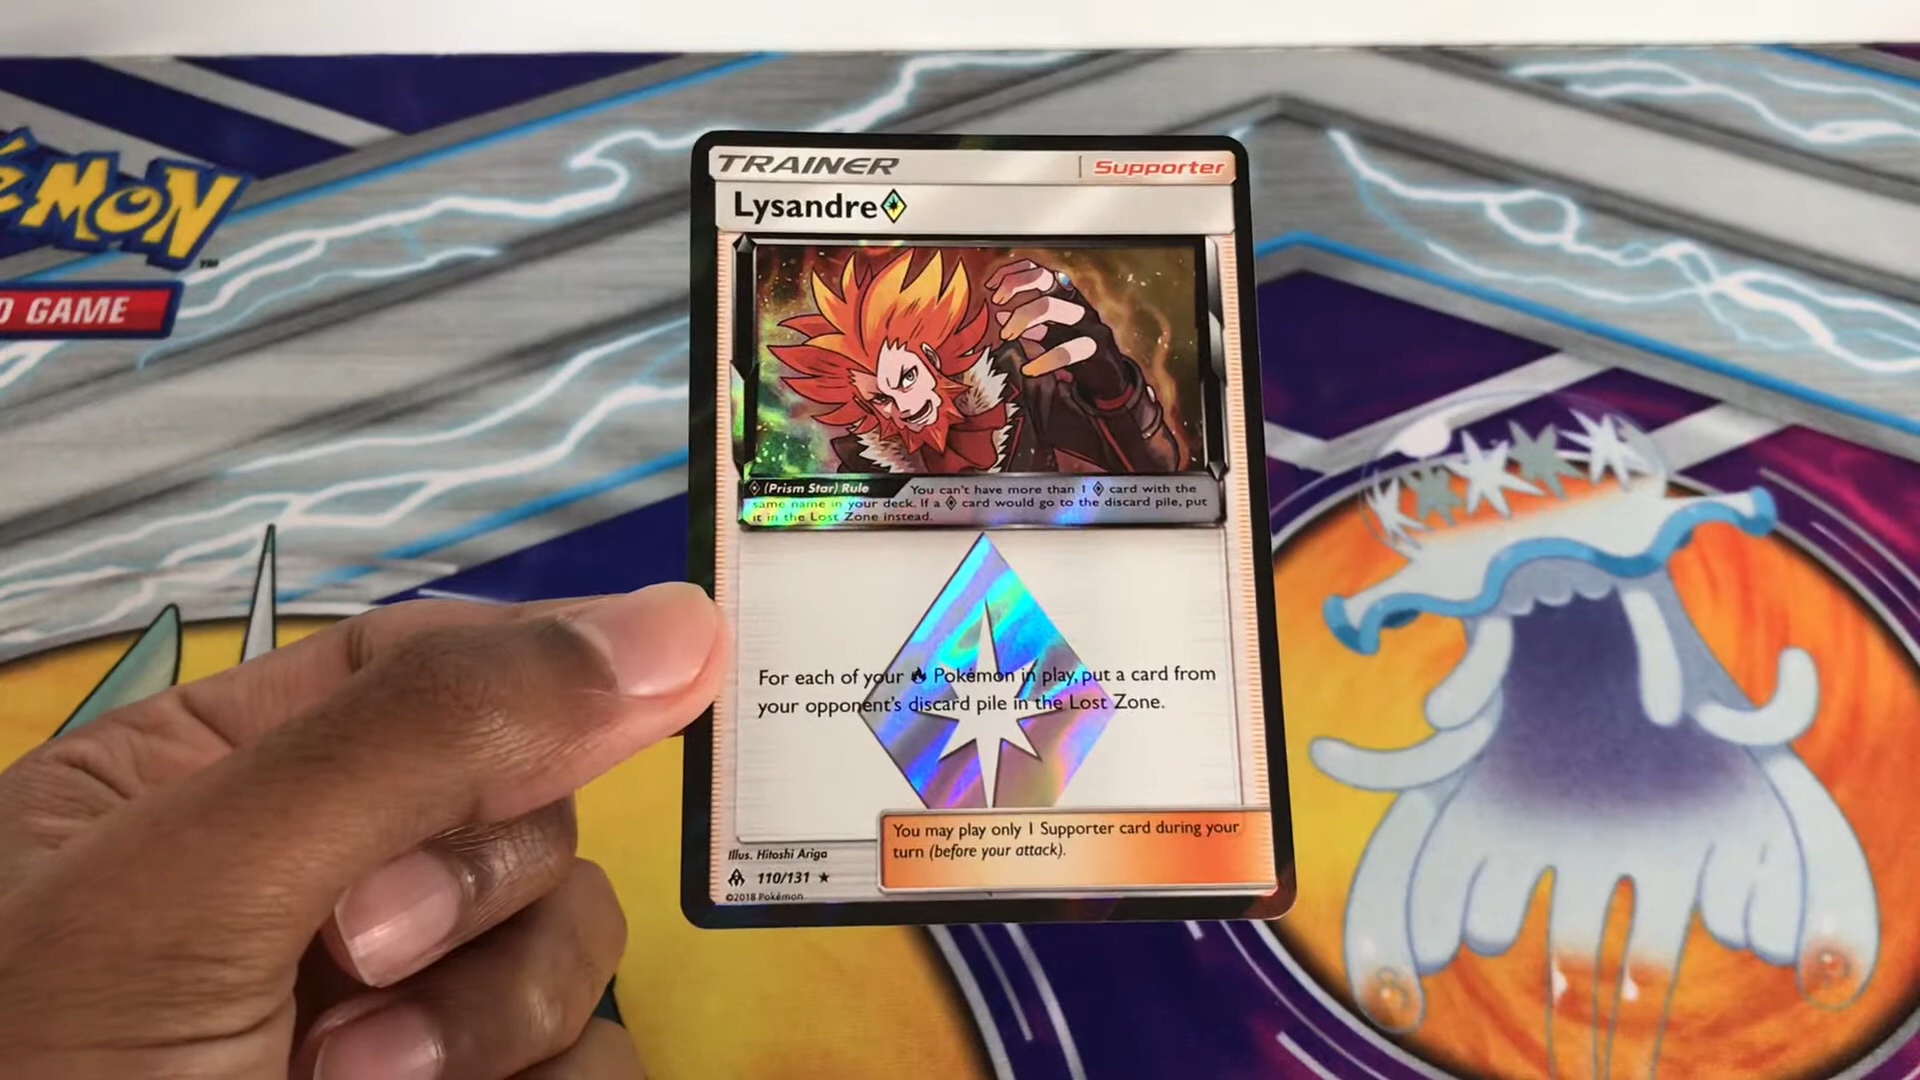 éMON
TM
D GAME
TRAINER
Supporter
Lysandre
(Prism Star) Rule You can't have more than 1 card with the
same name in your deck. If a card would go to the discard pile, put
it in the Lost Zone instead.
For each of your Pokémon in play, put a card from
your opponent's discard pile in the Lost Zone.
You may play only 1 Supporter card during your
turn (before your attack).
Illus. Hitoshi Ariga
110/131
©2018 Pokémon